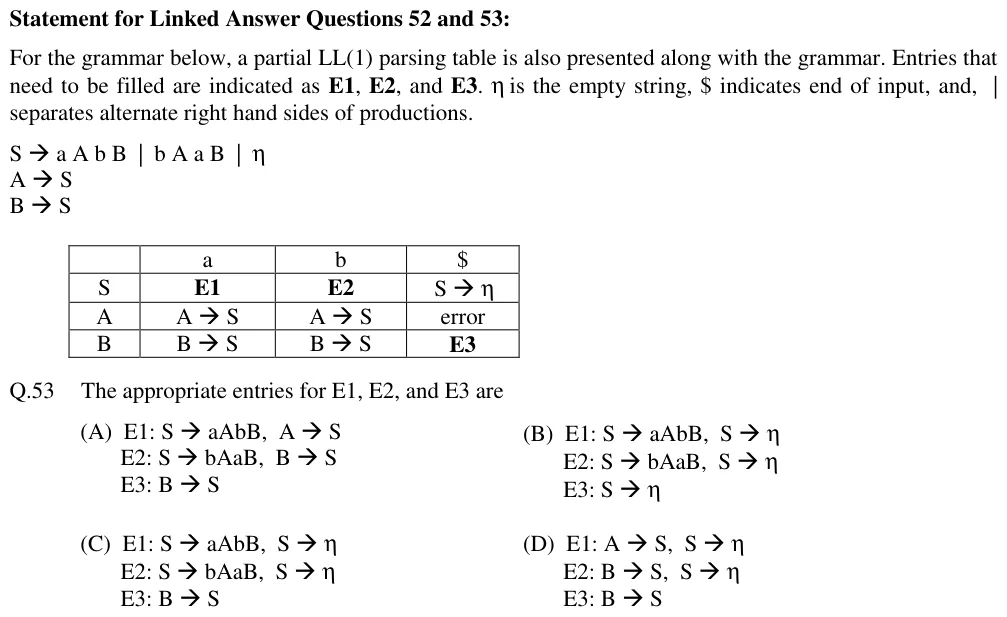 Statement for Linked Answer Questions 52 and 53:
For the grammar below, a partial LL(1) parsing table is also presented along with the grammar. Entries that
need to be filled are indicated as E1, E2, and E3. η is the empty string, $ indicates end of input, and, |
separates alternate right hand sides of productions.
S → a A b B | b A a B | η
A → S
B → S
a b $
S E1 E2 S → η
A A → S A → S error
B B → S B → S E3
Q.53 The appropriate entries for E1, E2, and E3 are
(A) E1: S → aAbB, A → S
E2: S → bAaB, B → S
E3: B → S
(B) E1: S → aAbB, S → η
E2: S → bAaB, S → η
E3: S → η
(C) E1: S → aAbB, S → η
E2: S → bAaB, S → η
E3: B → S
(D) E1: A → S, S → η
E2: B → S, S → η
E3: B → S